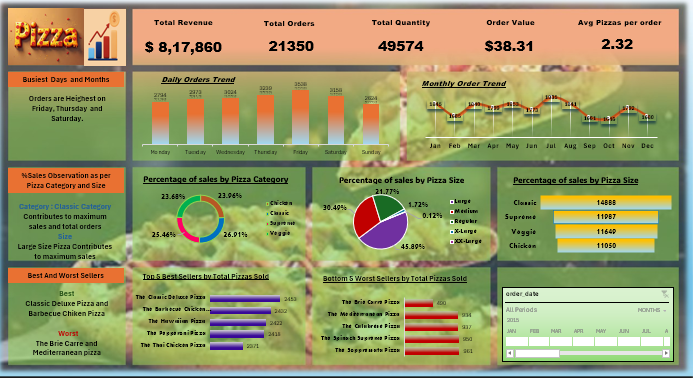 Pizza
Total Revenue
Total Orders
Total Quantity
Order Value
Avg Pizzas per order
$ 8,17,860
21350
49574
$38.31
2.32
Busiest Days and Months
Orders are Heighest on
Friday, Thursday and
Saturday.
Daily Orders Trend
2794
2973
3024
3239
3538
3158
2624
Monday
Tuesday
Wednesday
Thursday
Friday
Saturday
Sunday
Monthly Order Trend
1845
1685
1840
1799
1853
1773
1935
1841
1661
1646
1792
1680
Jan Feb Mar Apr May Jun Jul Aug Sep Oct Nov Dec
%Sales Observation as per
Pizza Category and Size
Category : Classic Category
Contributes to maximum
sales and total orders
Size
Large Size Pizza Contributes
to maximum sales
Percentage of sales by Pizza Category
23.68%
23.96%
25.46%
26.91%
Chicken
Classic
Supreme
Veggie
Percentage of sales by Pizza Size
21.77%
1.72%
0.12%
30.49%
45.89%
Large
Medium
Regular
X-Large
XX-Large
Percentage of sales by Pizza Size
Classic 14888
Supreme 11987
Veggie 11649
Chicken 11050
Best And Worst Sellers
Best
Classic Deluxe Pizza and
Barbecue Chiken Pizza
Worst
The Brie Carre and
Mediterranean pizza
Top 5 Best Sellers by Total Pizzas Sold
The Classic Deluxe Pizza 2453
The Barbecue Chicken... 2432
The Hawaiian Pizza 2422
The Pepperoni Pizza 2418
The Thai Chicken Pizza 2371
Bottom 5 Worst Sellers by Total Pizzas Sold
The Brie Carre Pizza 490
The Mediterranean Pizza 934
The Calabrese Pizza 937
The Spinach Supreme Pizza 950
The Soppressata Pizza 961
order_date
All Periods
MONTHS
2015
JAN FEB MAR APR MAY JUN JUL A